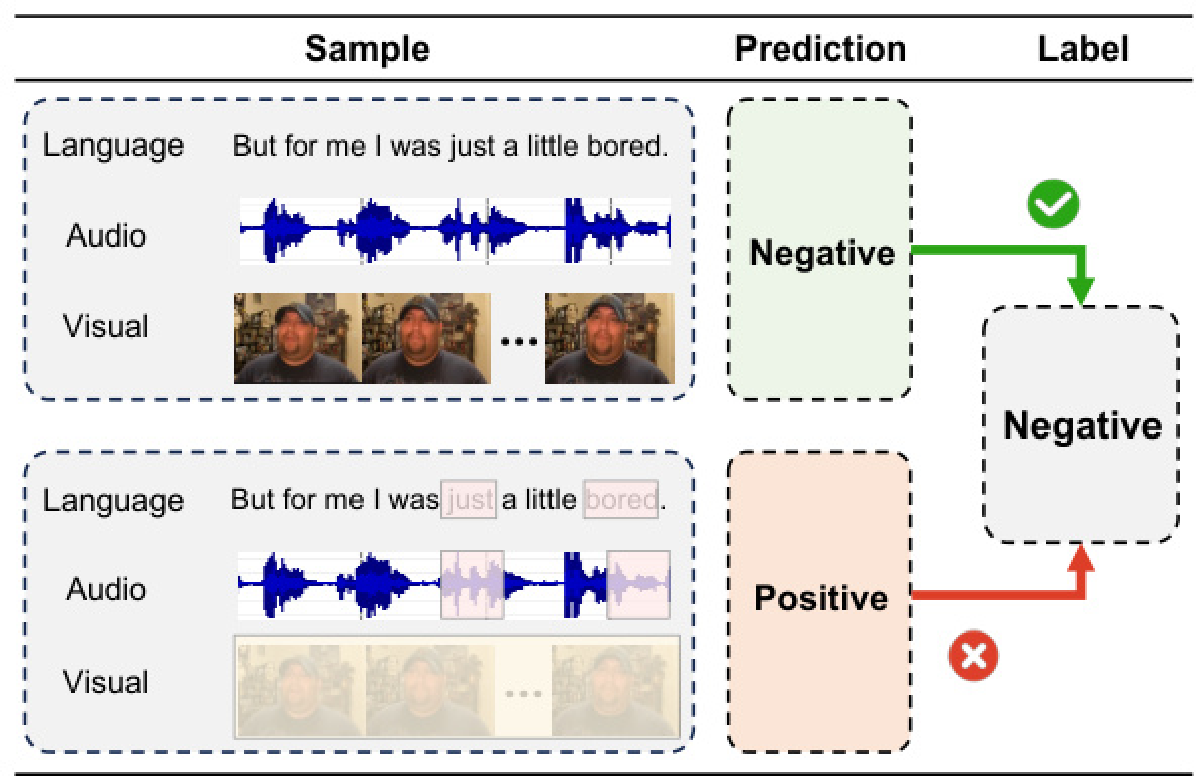 Sample Prediction Label
Language But for me I was just a little bored.
Audio
Visual
Negative
Negative
Language But for me I was just a little bored.
Audio
Visual
Positive